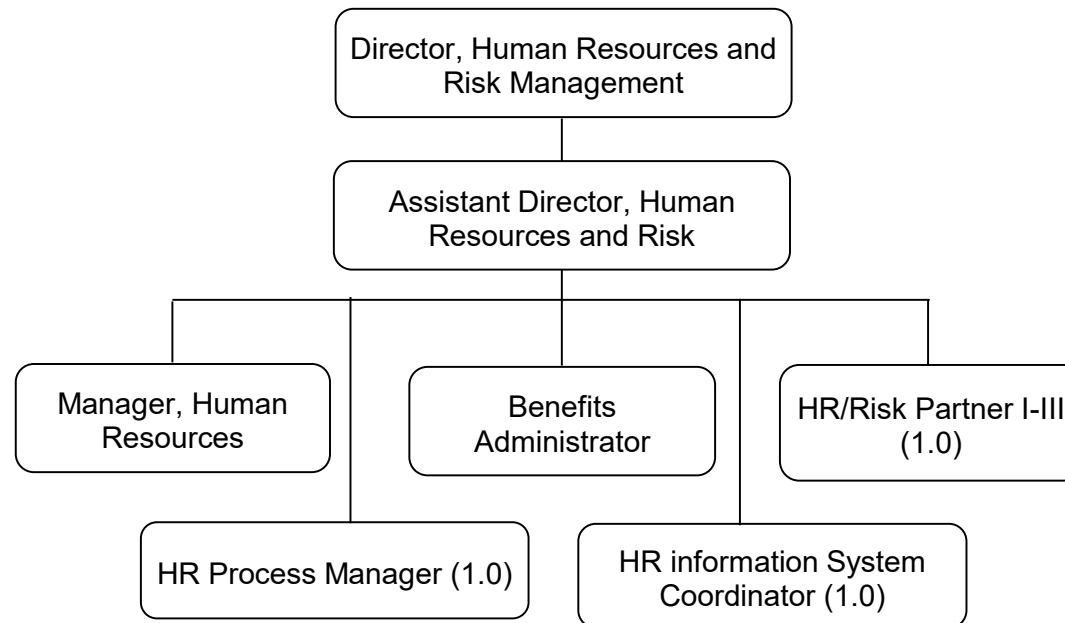 Director, Human Resources and
Risk Management
Assistant Director, Human
Resources and Risk
Manager, Human
Resources
Benefits
Administrator
HR/Risk Partner I-III
(1.0)
HR Process Manager (1.0)
HR information System
Coordinator (1.0)